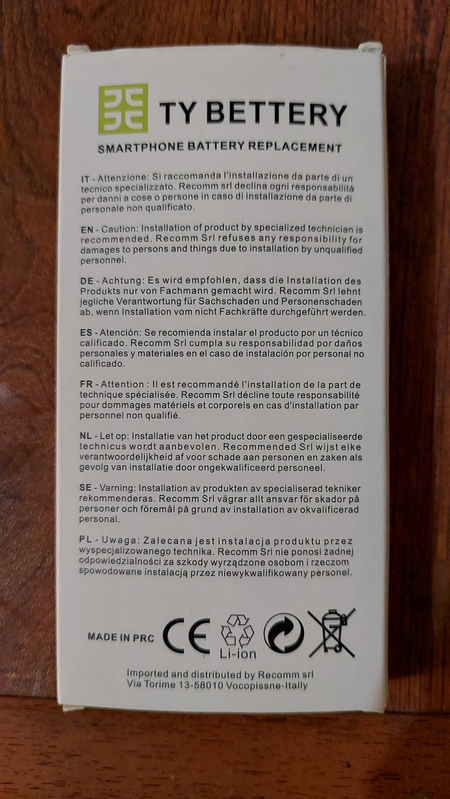 TY BETTERY
SMARTPHONE BATTERY REPLACEMENT
IT - Attenzione: Si raccomanda l'installazione da parte di un
tecnico specializzato. Recomm srl declina ogni responsabilità
per danni a cose o persone in caso di installazione da parte di
personale non qualificato.
EN - Caution: Installation of product by specialized technician is
recommended. Recomm Srl refuses any responsibility for
damages to persons and things due to installation by unqualified
personnel.
DE - Achtung: Es wird empfohlen, dass die Installation des
Produkts nur von Fachmann gemacht wird. Recomm Srl lehnt
jegliche Verantwortung für Sachschaden und Personenschaden
ab, wenn Installation vom nicht Fachkräfte durchgeführt werden.
ES - Atención: Se recomienda instalar el producto por un técnico
calificado. Recomm Srl cumpla su responsabilidad por daños
personales y materiales en el caso de instalación por personal no
calificado.
FR - Attention : Il est recommandé l'installation de la part de
technique spécialisée. Recomm Srl décline toute responsabilité
pour dommages matériels et corporels en cas d'installation par
personnel non qualifié.
NL - Let op: Installatie van het product door een gespecialiseerde
technicus wordt aanbevolen. Recommended Srl wijst elke
verantwoordelijkheid af voor schade aan personen en zaken als
gevolg van installatie door ongekwalificeerd personeel.
SE - Varning: Installation av produkten av specialiserad tekniker
rekommenderas. Recomm Srl vägrar allt ansvar för skador på
personer och föremål på grund av installation av okvalificerad
personal.
PL - Uwaga: Zalecana jest instalacja produktu przez
wyspecjalizowanego technika. Recomm Srl nie ponosi żadnej
odpowiedzialności za szkody wyrządzone osobom i rzeczom
spowodowane instalacją przez niewykwalifikowany personel.
MADE IN PRC CE
Li-ion
Imported and distributed by Recomm srl
Via Torime 13-58010 Vocopissne-Italy